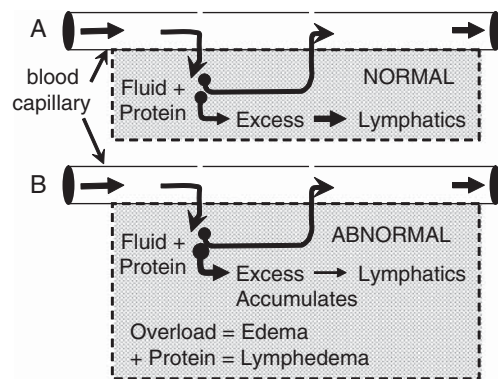 A
NORMAL
Fluid +
Protein
Excess
Lymphatics
blood
capillary
B
ABNORMAL
Fluid +
Protein
Excess
Lymphatics
Accumulates
Overload = Edema
+ Protein = Lymphedema